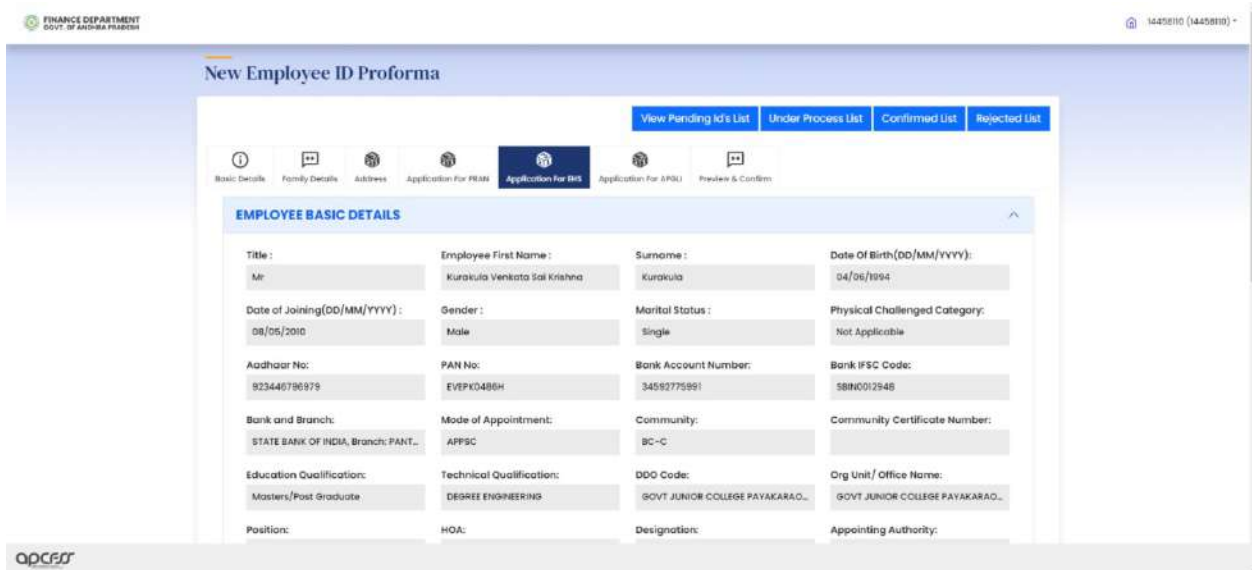 FINANCE DEPARTMENT
GOVT. OF ANDHRA PRADESH
14458110 (14458110)
New Employee ID Proforma
View Pending Id's List Under Process List Confirmed List Rejected List
Basic Details Family Details Address Application For PRAN Application For EHS Application For APGLI Preview & Confirm
EMPLOYEE BASIC DETAILS
Title : Employee First Name : Surname : Date Of Birth(DD/MM/YYYY):
Mr Kurakula Venkata Sai Krishna Kurakula 04/06/1994
Date of Joining(DD/MM/YYYY) : Gender : Marital Status : Physical Challenged Category:
08/05/2010 Male Single Not Applicable
Aadhaar No: PAN No: Bank Account Number: Bank IFSC Code:
923446796979 EVEPK0486H 34592775991 SBIN0012948
Bank and Branch: Mode of Appointment: Community: Community Certificate Number:
STATE BANK OF INDIA, Branch: PANT... APPSC BC-C
Education Qualification: Technical Qualification: DDO Code: Org Unit/ Office Name:
Masters/Post Graduate DEGREE ENGINEERING GOVT JUNIOR COLLEGE PAYAKARAO... GOVT JUNIOR COLLEGE PAYAKARAO...
Position: HOA: Designation: Appointing Authority:
apcfss